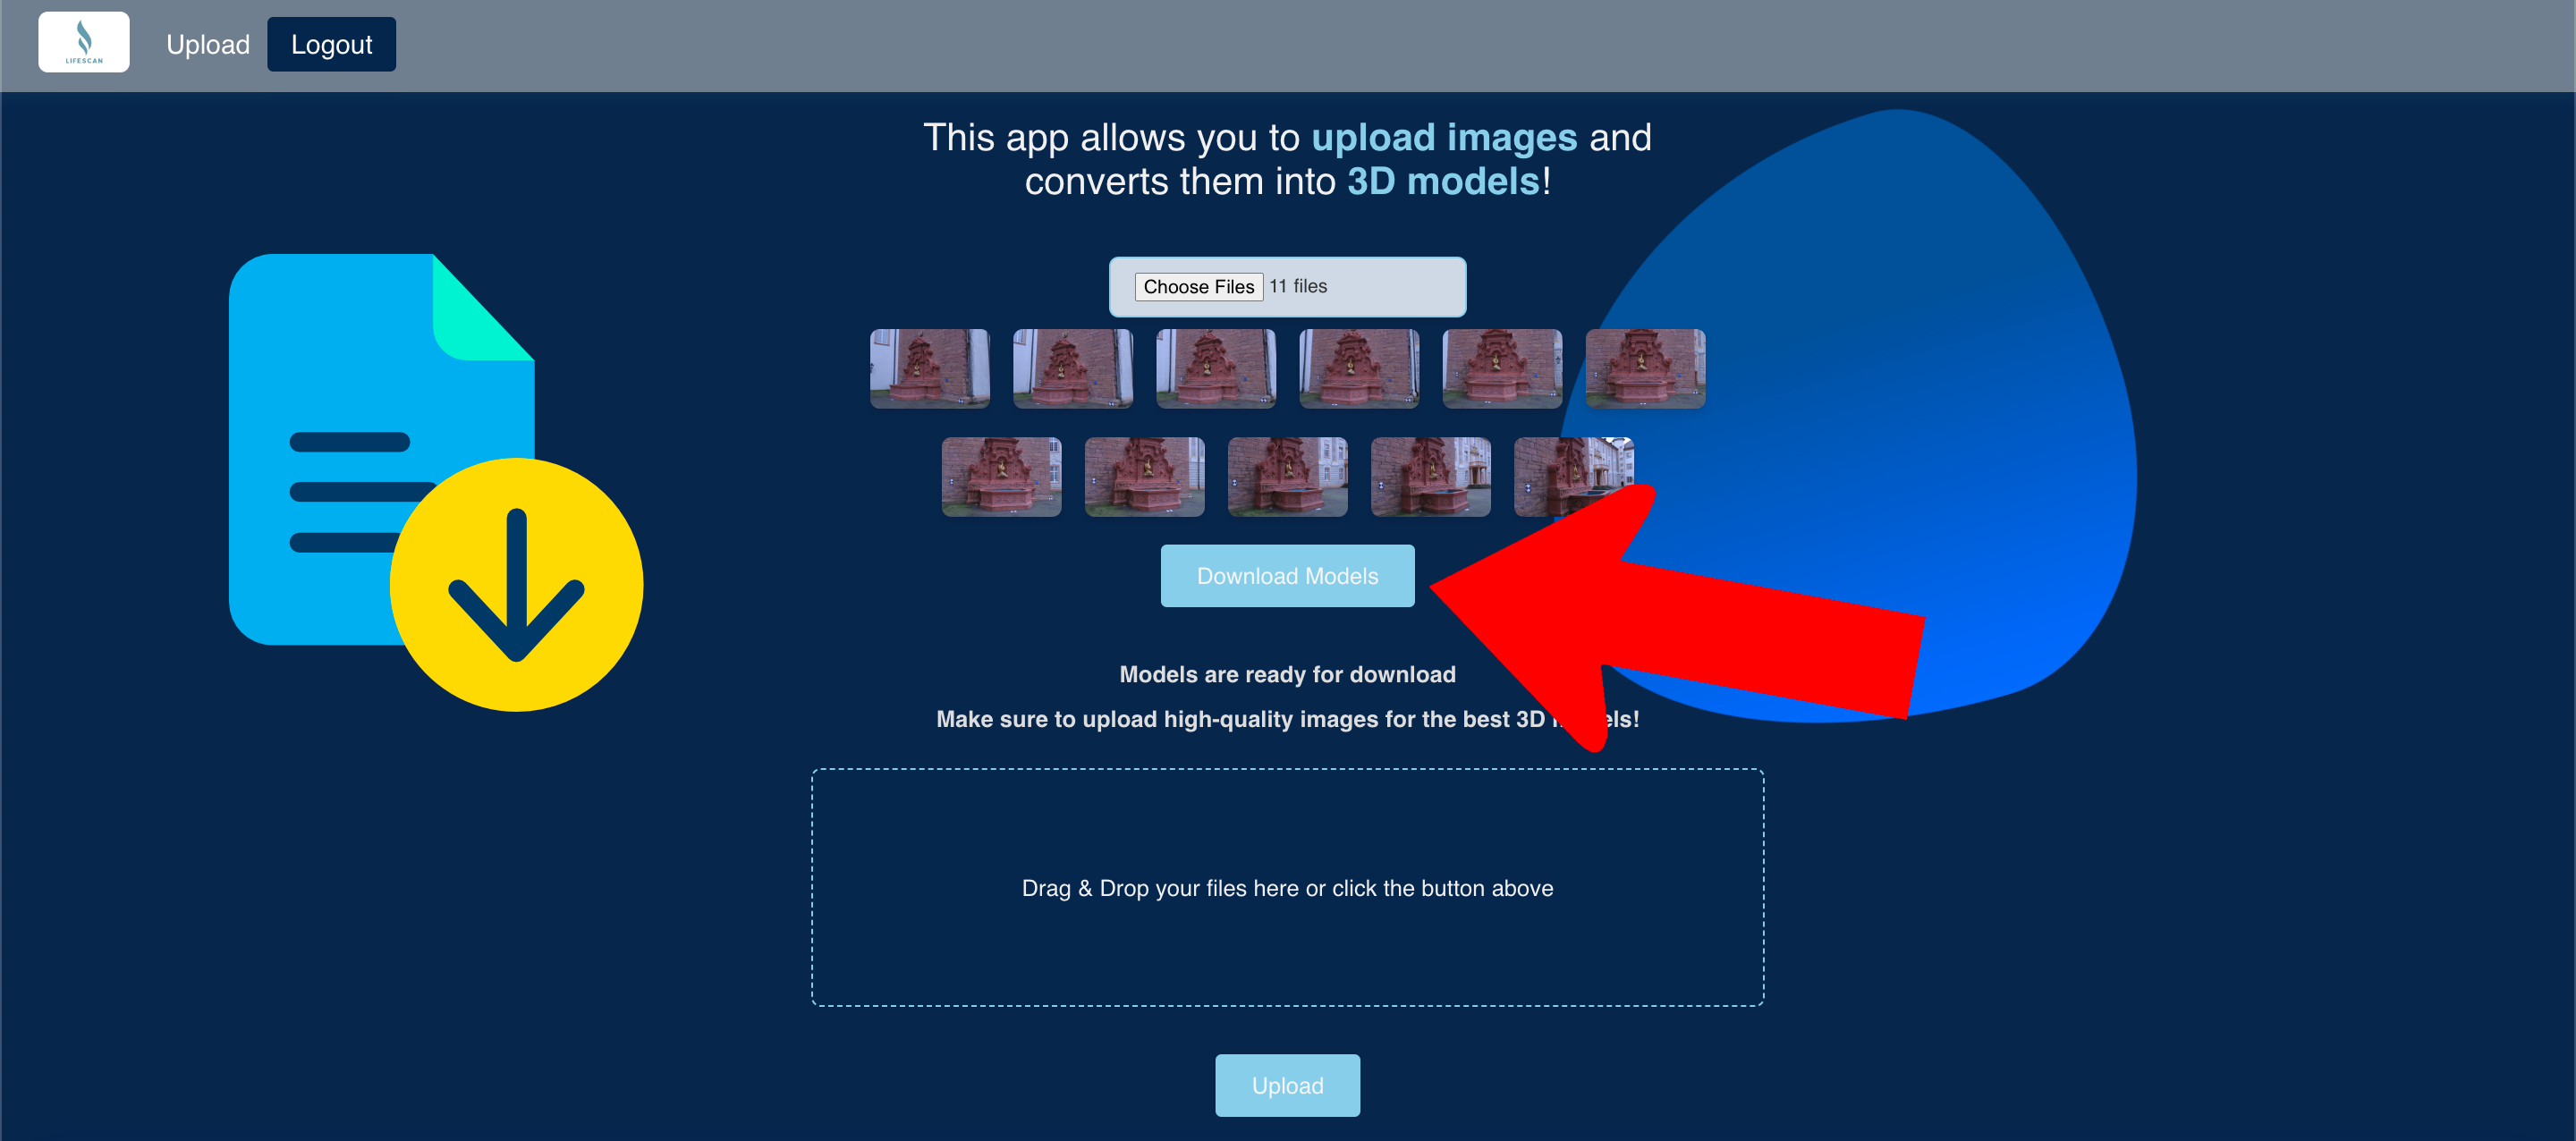 LIFESCAN
Upload
Logout
This app allows you to upload images and
converts them into 3D models!
Choose Files 11 files
Download Models
Models are ready for download
Make sure to upload high-quality images for the best 3D
Drag & Drop your files here or click the button above
Upload